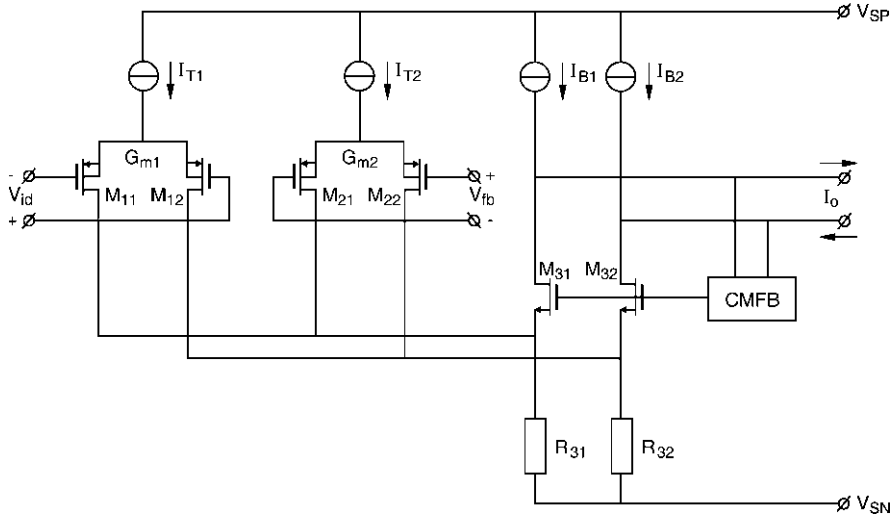 V_SP
I_T1
I_T2
I_B1
I_B2
G_m1
G_m2
-
V_id
+
M_11
M_12
M_21
M_22
+
V_fb
-
I_o
M_31
M_32
CMFB
R_31
R_32
V_SN